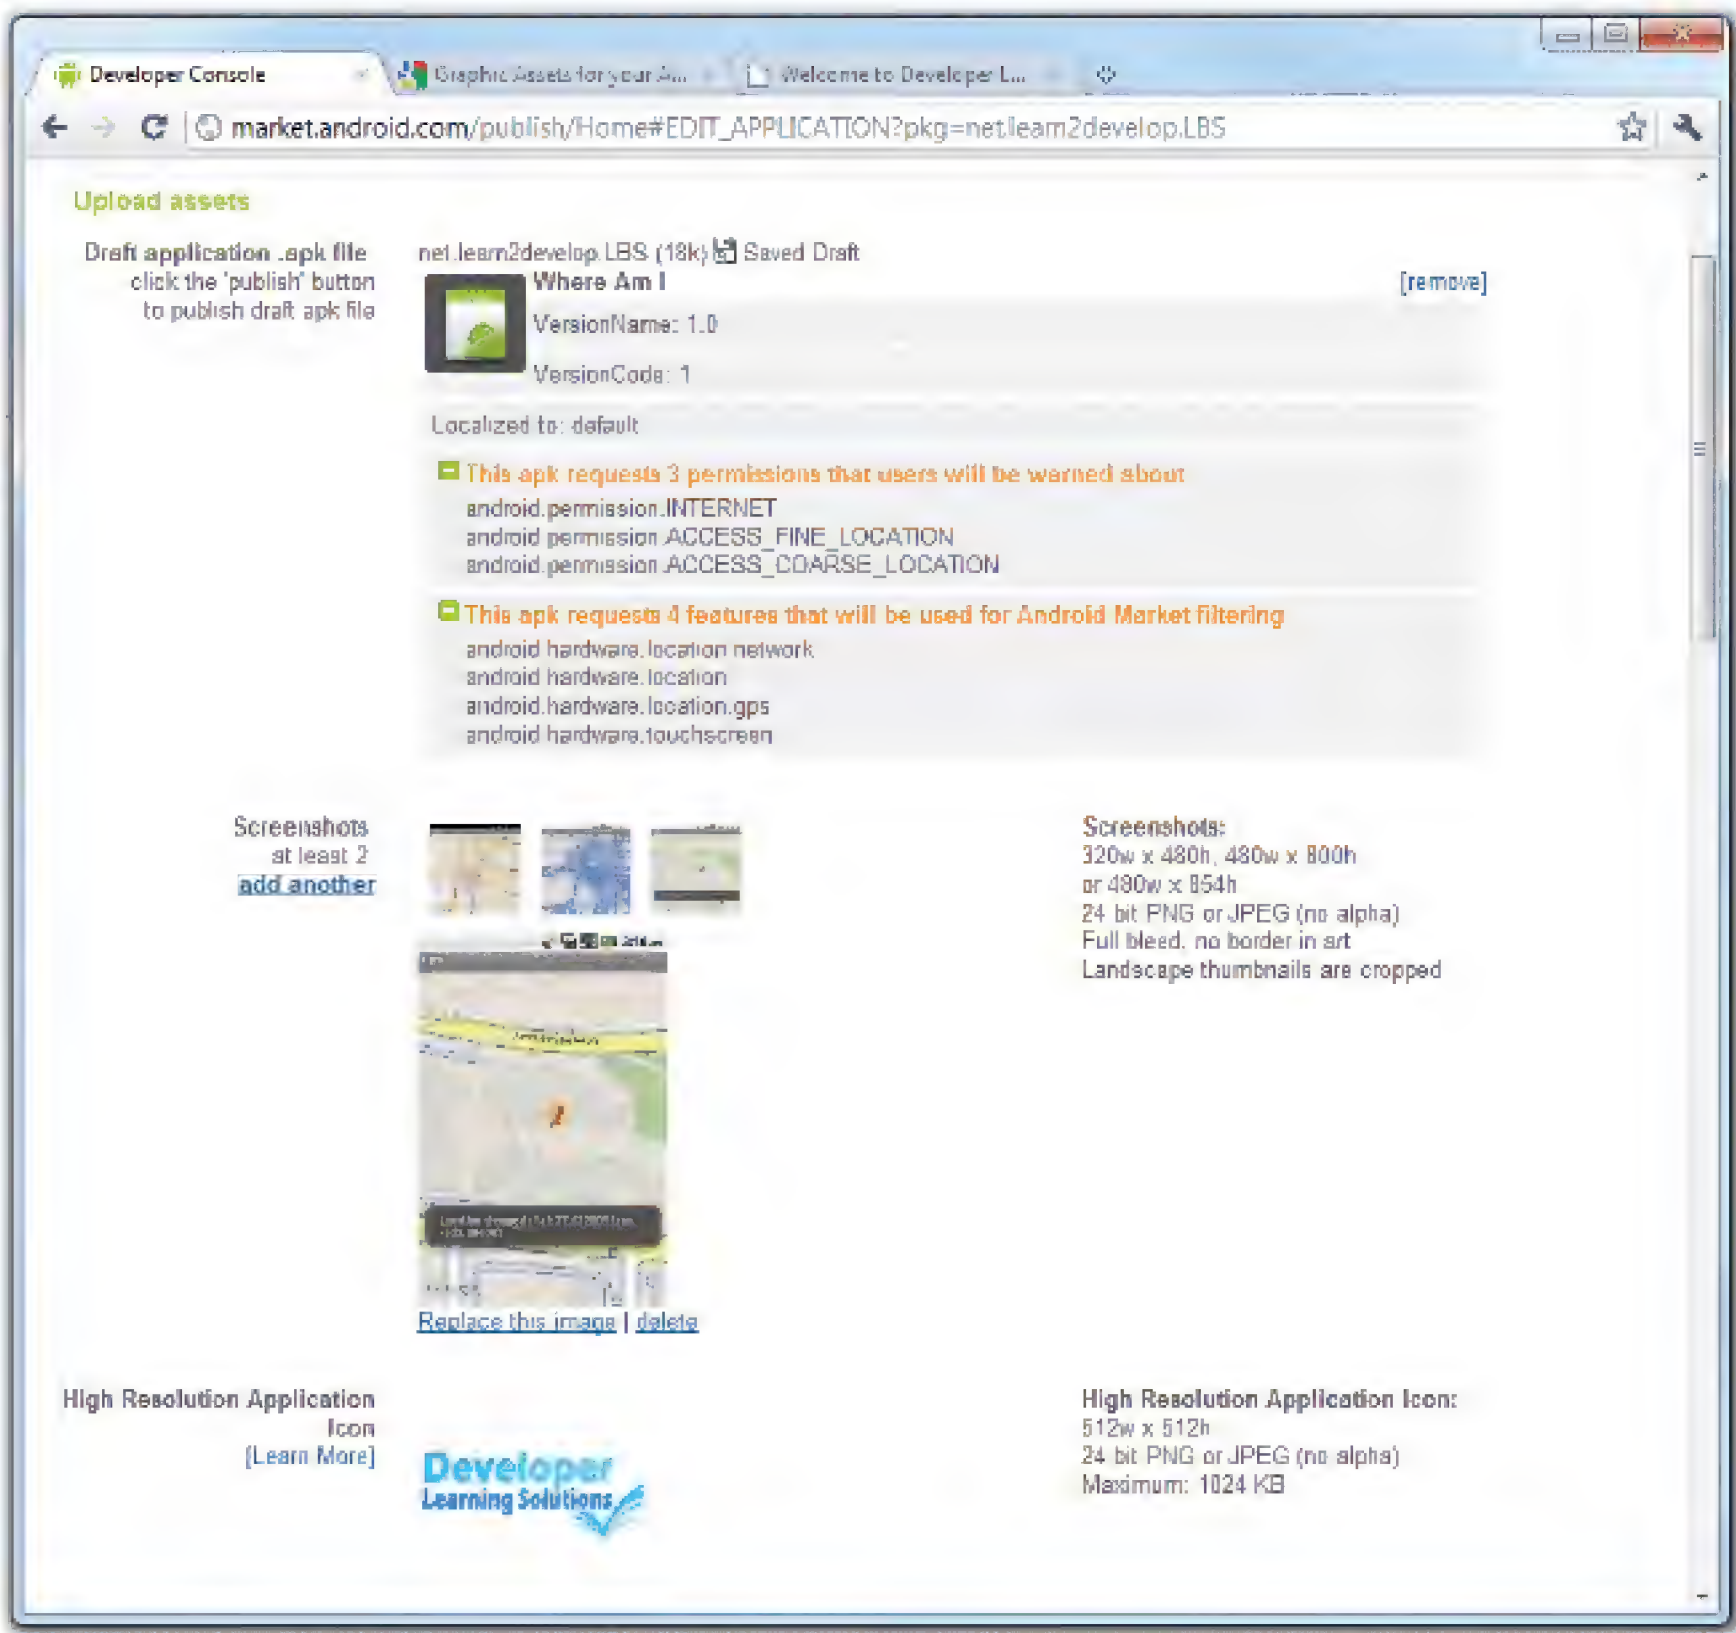 Developer Console
Graphic Assets for your A...
Welcome to Developer L...
market.android.com/publish/Home#EDIT_APPLICATION?pkg=net.learn2develop.LBS
Upload assets
Draft application .apk file
click the 'publish' button
to publish draft apk file
net.learn2develop.LBS (18k) Saved Draft
Where Am I
[remove]
VersionName: 1.0
VersionCode: 1
Localized to: default
This apk requests 3 permissions that users will be warned about
android.permission.INTERNET
android.permission.ACCESS_FINE_LOCATION
android.permission.ACCESS_COARSE_LOCATION
This apk requests 4 features that will be used for Android Market filtering
android.hardware.location.network
android.hardware.location
android.hardware.location.gps
android.hardware.touchscreen
Screenshots
at least 2
add another
Screenshots:
320w x 480h, 480w x 800h
or 480w x 854h
24 bit PNG or JPEG (no alpha)
Full bleed, no border in art
Landscape thumbnails are cropped
Replace this image | delete
High Resolution Application
Icon
[Learn More]
Developer
Learning Solutions
High Resolution Application Icon:
512w x 512h
24 bit PNG or JPEG (no alpha)
Maximum: 1024 KB